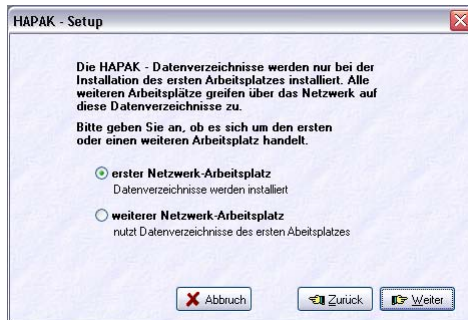 HAPAK - Setup
Die HAPAK - Datenverzeichnisse werden nur bei der
Installation des ersten Arbeitsplatzes installiert. Alle
weiteren Arbeitsplätze greifen über das Netzwerk auf
diese Datenverzeichnisse zu.
Bitte geben Sie an, ob es sich um den ersten
oder einen weiteren Arbeitsplatz handelt.
erster Netzwerk-Arbeitsplatz
Datenverzeichnisse werden installiert
weiterer Netzwerk-Arbeitsplatz
nutzt Datenverzeichnisse des ersten Abeitsplatzes
Abbruch Zurück Weiter